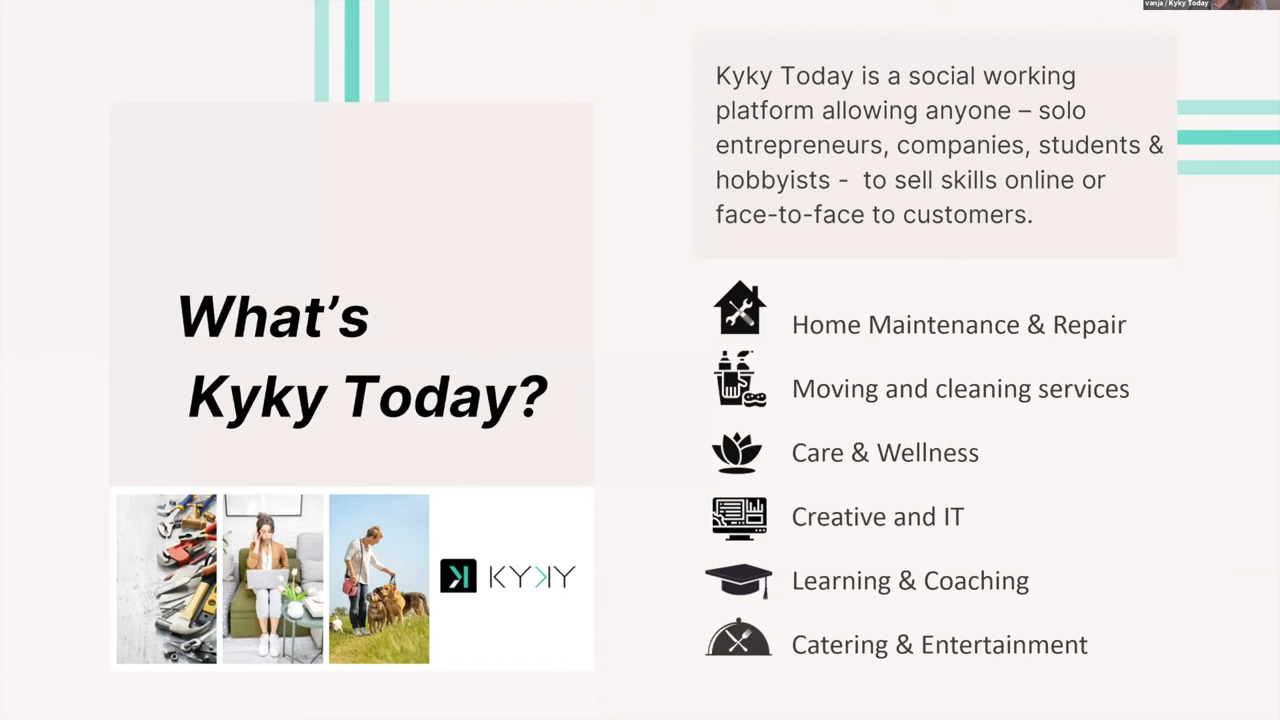 vanja / Kyky Today
What's
Kyky Today?
KYKY
Kyky Today is a social working
platform allowing anyone – solo
entrepreneurs, companies, students &
hobbyists -  to sell skills online or
face-to-face to customers.
Home Maintenance & Repair
Moving and cleaning services
Care & Wellness
Creative and IT
Learning & Coaching
Catering & Entertainment